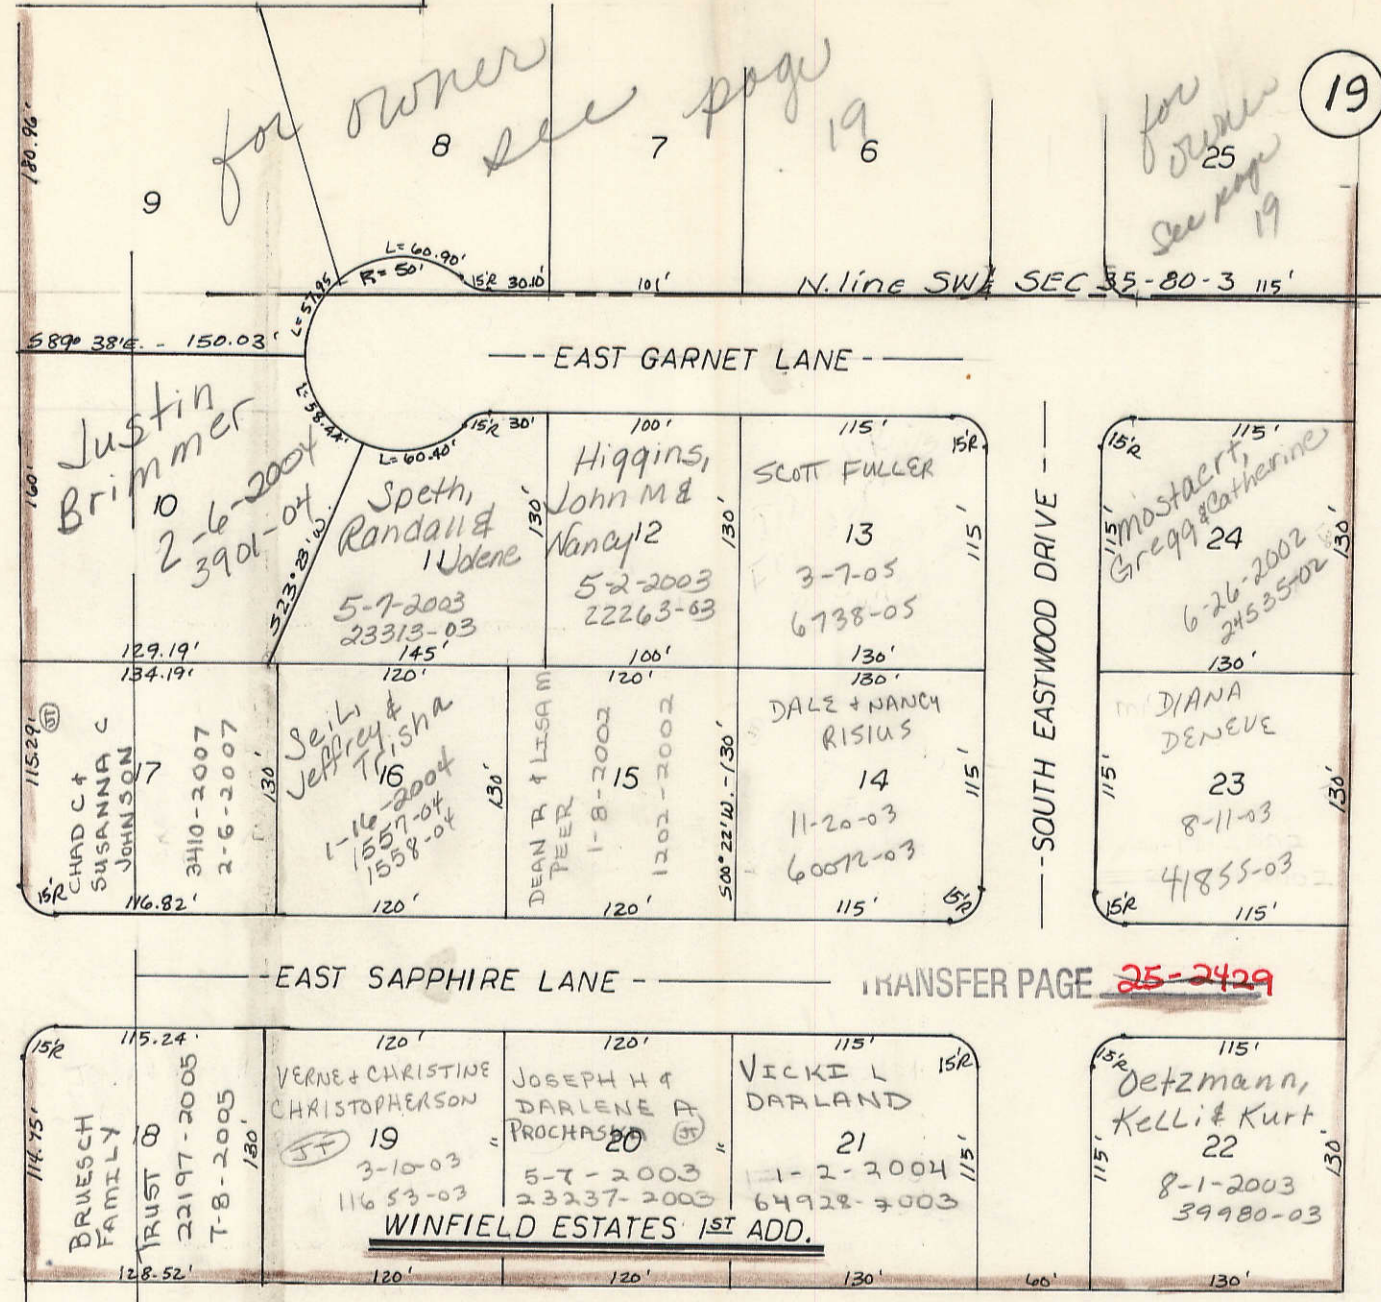 19
for owner
see page
19
for
owner
see page
19
180.96'
9
8
7
6
25
L=60.90'
R=50'
15'R
30.10'
101'
N.line SW¼ SEC 35-80-3
115'
L=57.95
S89° 38'E. - 150.03'
EAST GARNET LANE
L=58.44'
L=60.40'
15'R
30'
100'
115'
15'R
15'R
115'
160'
Justin
Brimmer
10
2-6-2004
3901-04
S23° 23' W.
129.19'
Speth,
Randall &
Udene
11
5-7-2003
23313-03
145'
130'
Higgins,
John M &
Nancy
12
5-2-2003
22263-03
100'
130'
SCOTT FULLER
13
3-7-05
6738-05
130'
115'
SOUTH EASTWOOD DRIVE
115'
Mostaert,
Gregg & Catherine
24
6-26-2002
24535-02
130'
130'
134.19'
115.29'
JT
CHAD C &
SUSANNA C
JOHNSON
17
3410-2007
2-6-2007
130'
15'R
116.82'
120'
Seil,
Jeffrey &
Trisha
16
1-16-2004
1557-04
1558-04
130'
120'
120'
DEAN R & LISA M
PEER
15
1-8-2002
1202-2002
S00° 22' W. - 130'
120'
130'
DALE & NANCY
RISIUS
14
11-20-03
60072-03
115'
115'
15'R
DIANA
DENEVE
23
8-11-03
41855-03
115'
130'
15'R
115'
EAST SAPPHIRE LANE
TRANSFER PAGE 25-2429
15'R
115.24'
114.75'
BRUESCH
FAMILY
TRUST
18
22197-2005
7-8-2005
130'
128.52'
120'
VERNE & CHRISTINE
CHRISTOPHERSON
JT
19
"
3-10-03
11653-03
120'
120'
JOSEPH H &
DARLENE A
PROCHASKA
JT
20
"
5-7-2003
23237-2003
120'
115'
15'R
VICKI L
DARLAND
21
1-2-2004
64928-2003
115'
130'
60'
15'R
115'
Oetzmann,
Kelli & Kurt
22
8-1-2003
39980-03
115'
130'
130'
WINFIELD ESTATES 1ST ADD.